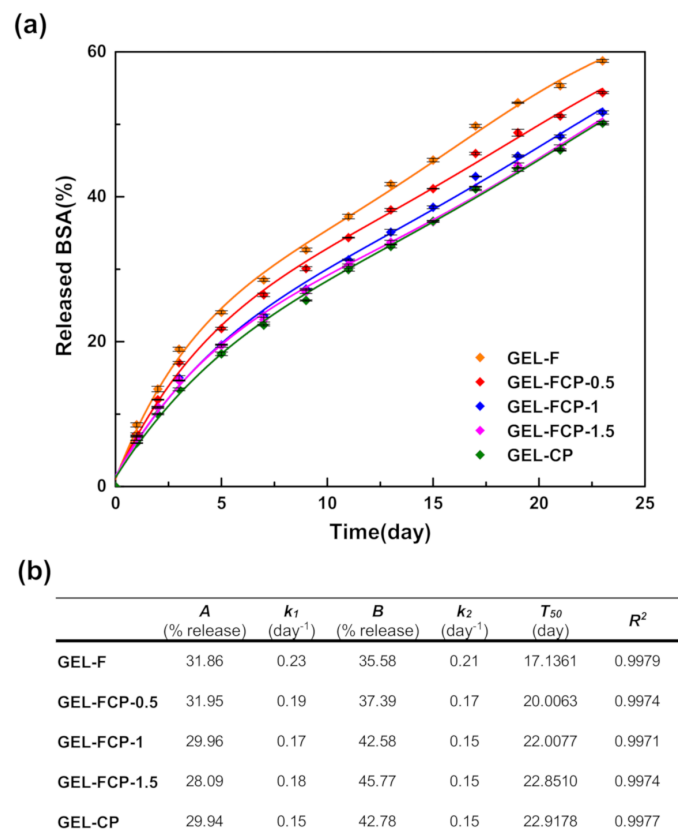 (a)
60
40
20
0
Released BSA(%)
GEL-F
GEL-FCP-0.5
GEL-FCP-1
GEL-FCP-1.5
GEL-CP
0 5 10 15 20 25
Time(day)
(b)
A k₁ B k₂ T₅₀ R²
(% release) (day⁻¹) (% release) (day⁻¹) (day)
GEL-F 31.86 0.23 35.58 0.21 17.1361 0.9979
GEL-FCP-0.5 31.95 0.19 37.39 0.17 20.0063 0.9974
GEL-FCP-1 29.96 0.17 42.58 0.15 22.0077 0.9971
GEL-FCP-1.5 28.09 0.18 45.77 0.15 22.8510 0.9974
GEL-CP 29.94 0.15 42.78 0.15 22.9178 0.9977